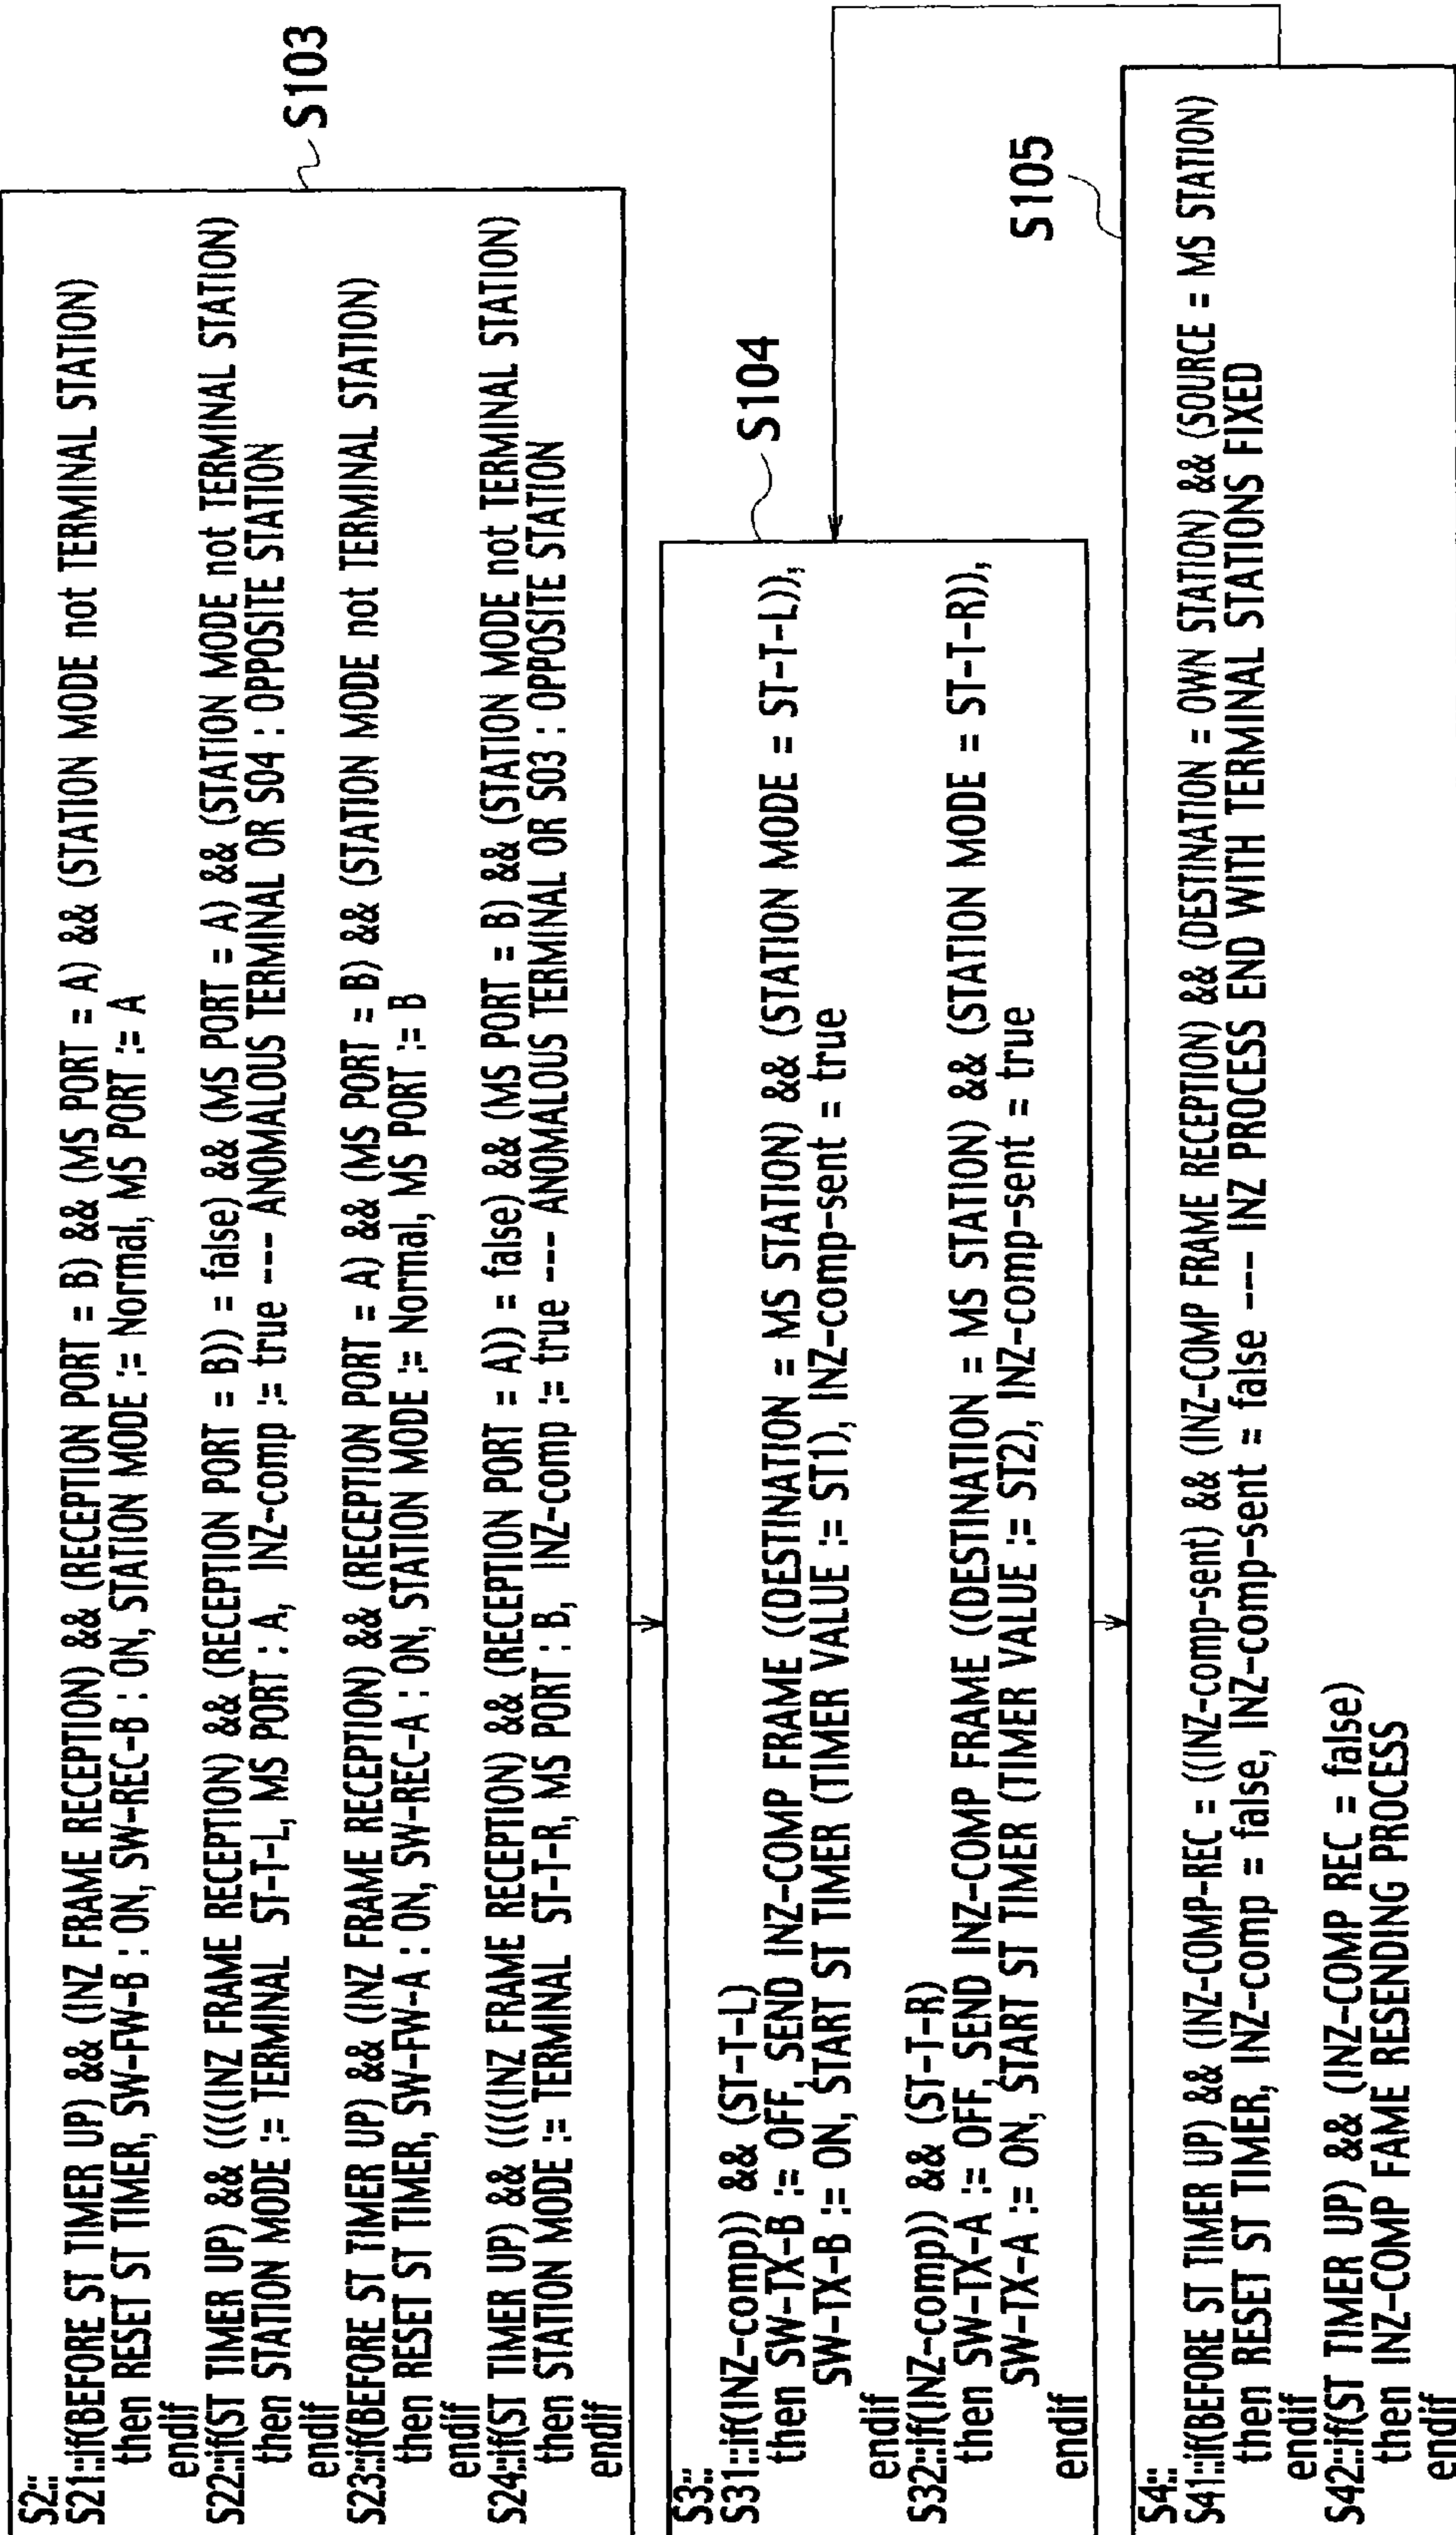 S2::
S21::if(BEFORE ST TIMER UP) && (INZ FRAME RECEPTION) && (RECEPTION PORT = B) && (MS PORT = A) && (STATION MODE not TERMINAL STATION)
then RESET ST TIMER, SW-FW-B : ON, SW-REC-B : ON, STATION MODE := Normal, MS PORT := A
endif
S22::if(ST TIMER UP) && ((((INZ FRAME RECEPTION) && (RECEPTION PORT = B)) = false) && (MS PORT = A) && (STATION MODE not TERMINAL STATION)
then STATION MODE := TERMINAL ST-T-L, MS PORT : A, INZ-comp := true --- ANOMALOUS TERMINAL OR S04 : OPPOSITE STATION
endif
S23::if(BEFORE ST TIMER UP) && (INZ FRAME RECEPTION) && (RECEPTION PORT = A) && (MS PORT = B) && (STATION MODE not TERMINAL STATION)
then RESET ST TIMER, SW-FW-A : ON, SW-REC-A : ON, STATION MODE := Normal, MS PORT := B
endif
S24::if(ST TIMER UP) && ((((INZ FRAME RECEPTION) && (RECEPTION PORT = A)) = false) && (MS PORT = B) && (STATION MODE not TERMINAL STATION)
then STATION MODE := TERMINAL ST-T-R, MS PORT : B, INZ-comp := true --- ANOMALOUS TERMINAL OR S03 : OPPOSITE STATION
endif
S103
S3::
S31::if(INZ-comp)) && (ST-T-L)
then SW-TX-B := OFF, SEND INZ-COMP FRAME ((DESTINATION = MS STATION) && (STATION MODE = ST-T-L)),
SW-TX-B := ON, START ST TIMER (TIMER VALUE := ST1), INZ-comp-sent = true
endif
S32::if(INZ-comp)) && (ST-T-R)
then SW-TX-A := OFF, SEND INZ-COMP FRAME ((DESTINATION = MS STATION) && (STATION MODE = ST-T-R)),
SW-TX-A := ON, START ST TIMER (TIMER VALUE := ST2), INZ-comp-sent = true
endif
S104
S4::
S41::if(BEFORE ST TIMER UP) && (INZ-COMP-REC = ((INZ-comp-sent) && (INZ-COMP FRAME RECEPTION) && (DESTINATION = OWN STATION) && (SOURCE = MS STATION)
then RESET ST TIMER, INZ-comp = false, INZ-comp-sent = false --- INZ PROCESS END WITH TERMINAL STATIONS FIXED
endif
S42::if(ST TIMER UP) && (INZ-COMP REC = false)
then INZ-COMP FAME RESENDING PROCESS
endif
S105